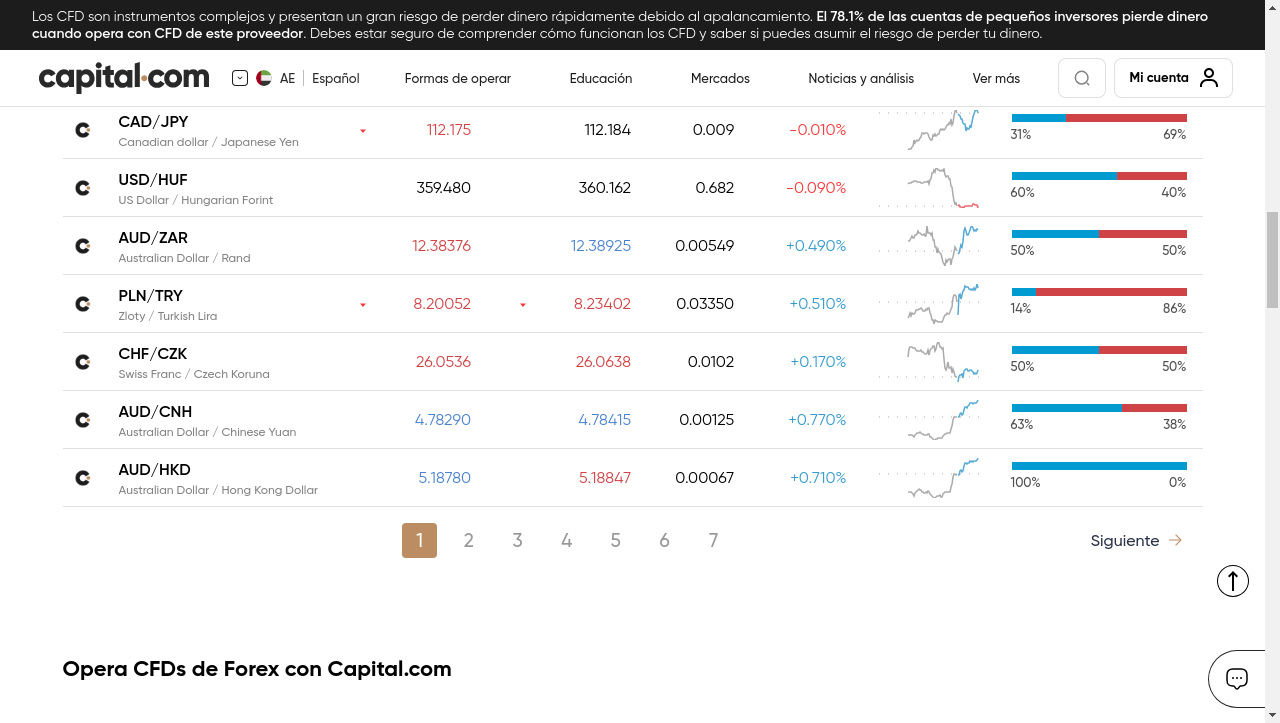 Los CFD son instrumentos complejos y presentan un gran riesgo de perder dinero rápidamente debido al apalancamiento. El 78.1% de las cuentas de pequeños inversores pierde dinero
cuando opera con CFD de este proveedor. Debes estar seguro de comprender cómo funcionan los CFD y saber si puedes asumir el riesgo de perder tu dinero.
capital.com AE Español Formas de operar Educación Mercados Noticias y análisis Ver más Mi cuenta
CAD/JPY 112.175 112.184 0.009 -0.010%
Canadian dollar / Japanese Yen 31% 69%
USD/HUF 359.480 360.162 0.682 -0.090%
US Dollar / Hungarian Forint 60% 40%
AUD/ZAR 12.38376 12.38925 0.00549 +0.490%
Australian Dollar / Rand 50% 50%
PLN/TRY 8.20052 8.23402 0.03350 +0.510%
Zloty / Turkish Lira 14% 86%
CHF/CZK 26.0536 26.0638 0.0102 +0.170%
Swiss Franc / Czech Koruna 50% 50%
AUD/CNH 4.78290 4.78415 0.00125 +0.770%
Australian Dollar / Chinese Yuan 63% 38%
AUD/HKD 5.18780 5.18847 0.00067 +0.710%
Australian Dollar / Hong Kong Dollar 100% 0%
1 2 3 4 5 6 7 Siguiente
Opera CFDs de Forex con Capital.com